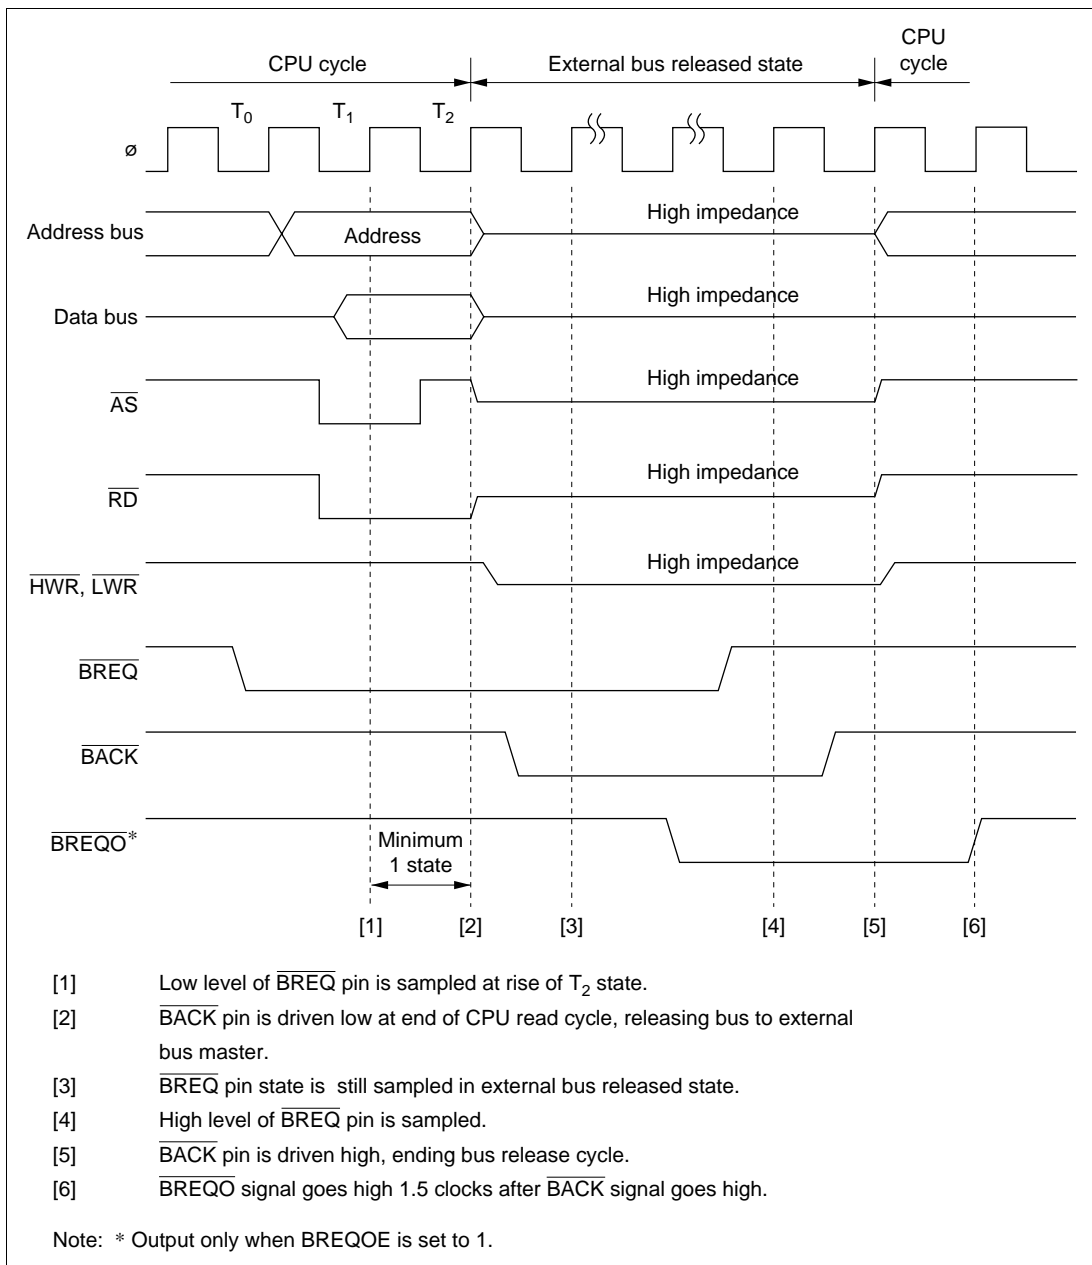 CPU cycle
External bus released state
CPU
cycle
T0
T1
T2
ø
Address bus
Address
High impedance
Data bus
High impedance
AS
High impedance
RD
High impedance
HWR, LWR
High impedance
BREQ
BACK
BREQO*
Minimum
1 state
[1] [2] [3] [4] [5] [6]
[1] Low level of BREQ pin is sampled at rise of T2 state.
[2] BACK pin is driven low at end of CPU read cycle, releasing bus to external
bus master.
[3] BREQ pin state is still sampled in external bus released state.
[4] High level of BREQ pin is sampled.
[5] BACK pin is driven high, ending bus release cycle.
[6] BREQO signal goes high 1.5 clocks after BACK signal goes high.
Note: * Output only when BREQOE is set to 1.